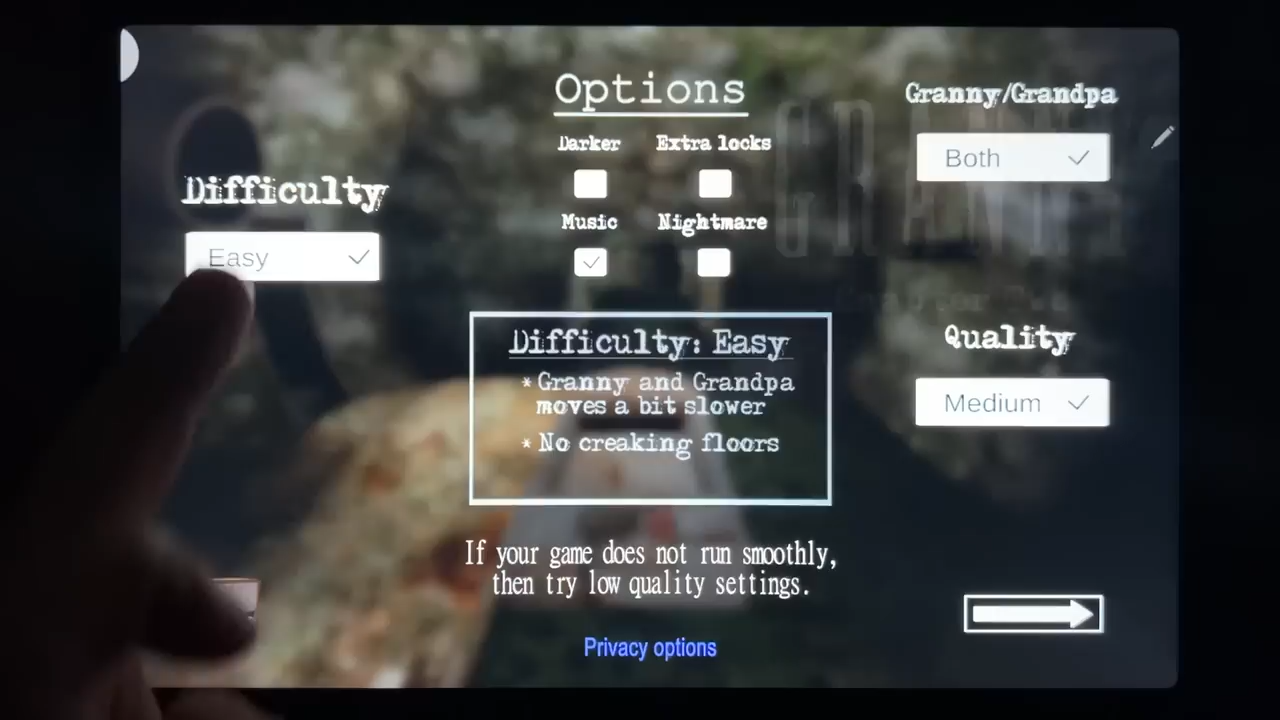 Options
Granny/Grandpa
Darker Extra locks
Both
Difficulty
Music Nightmare
Easy
GRANNY
Difficulty: Easy
* Granny and Grandpa
moves a bit slower
* No creaking floors
Quality
Medium
If your game does not run smoothly,
then try low quality settings.
Privacy options